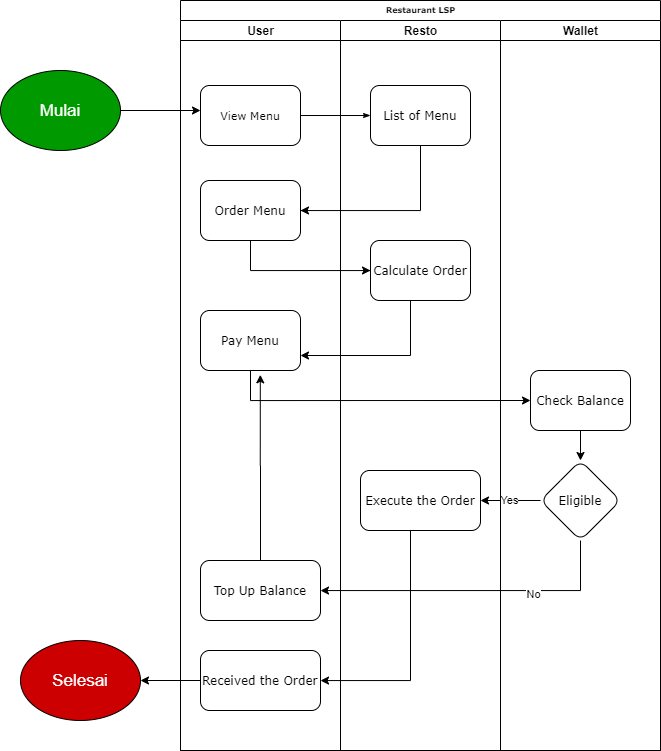 Restaurant LSP
User
Resto
Wallet
Mulai
View Menu
List of Menu
Order Menu
Calculate Order
Pay Menu
Check Balance
Execute the Order
Yes
Eligible
Top Up Balance
No
Selesai
Received the Order